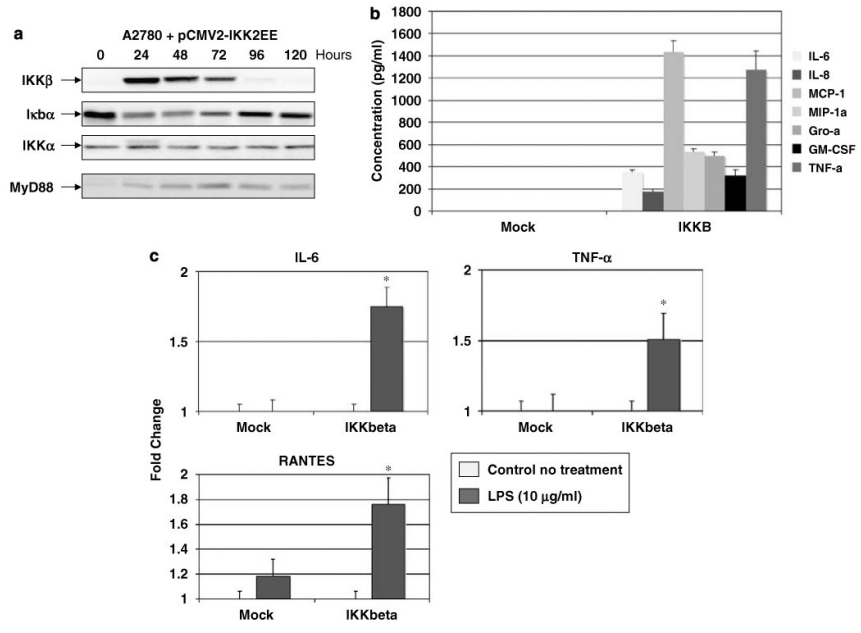 a
A2780 + pCMV2-IKK2EE
0 24 48 72 96 120 Hours
IKKβ
Iκbα
IKKα
MyD88
b
Concentration (pg/ml)
1800
1600
1400
1200
1000
800
600
400
200
0
Mock IKKB
IL-6
IL-8
MCP-1
MIP-1a
Gro-a
GM-CSF
TNF-a
c
Fold Change
IL-6
2
1.5
1
*
Mock IKKbeta
TNF-α
2
1.5
1
*
Mock IKKbeta
RANTES
2
1.8
1.6
1.4
1.2
1
*
Mock IKKbeta
Control no treatment
LPS (10 μg/ml)